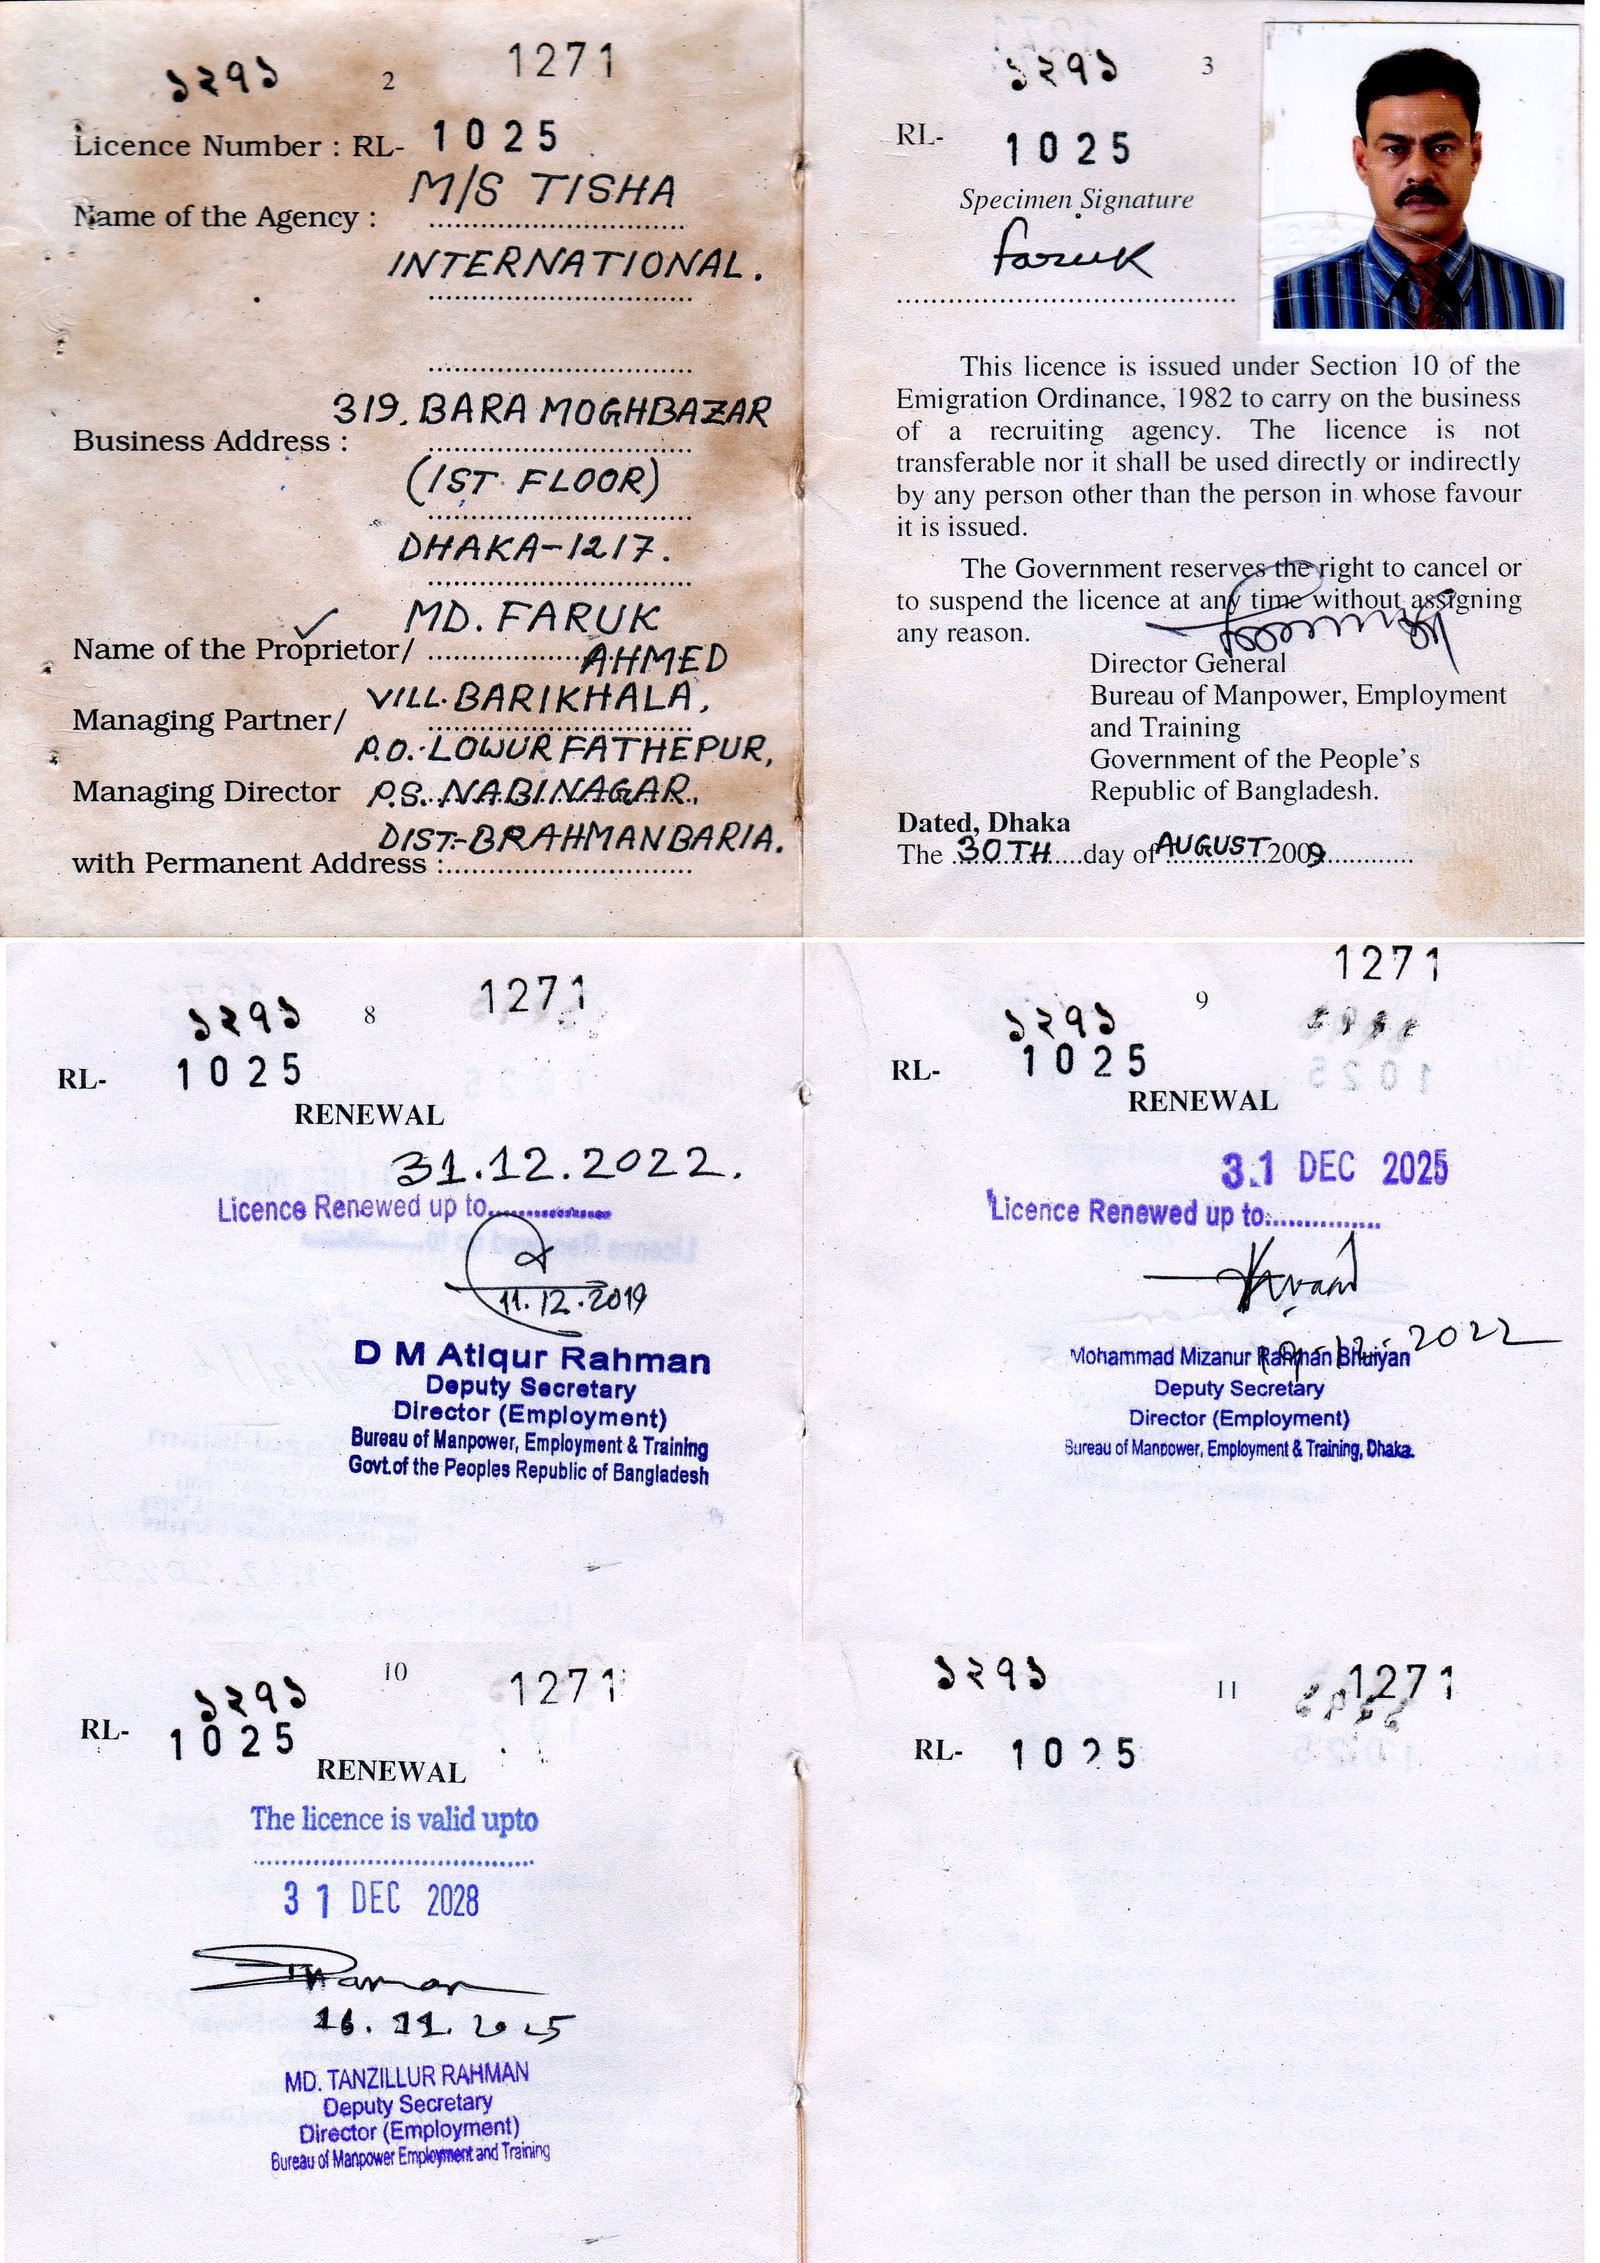 ১২৭১ 2 1271
Licence Number : RL- 1025
M/S TISHA
Name of the Agency :
INTERNATIONAL.
319. BARA MOGHBAZAR
Business Address :
(1ST FLOOR)
DHAKA-1217.
MD. FARUK
Name of the Proprietor/ AHMED
VILL. BARIKHALA,
Managing Partner/
P.O. LOWUR FATHEPUR,
Managing Director P.S. NABINAGAR,
DIST.- BRAHMANBARIA.
with Permanent Address :
১২৭১ 3
RL- 1025
Specimen Signature
Faruk
This licence is issued under Section 10 of the
Emigration Ordinance, 1982 to carry on the business
of a recruiting agency. The licence is not
transferable nor it shall be used directly or indirectly
by any person other than the person in whose favour
it is issued.
The Government reserves the right to cancel or
to suspend the licence at any time without assigning
any reason.
Director General
Bureau of Manpower, Employment
and Training
Government of the People's
Republic of Bangladesh.
Dated, Dhaka
The 30TH day of AUGUST 2009
১২৭১ 8 1271
RL- 1025
RENEWAL
31.12.2022.
Licence Renewed up to
11.12.2019
D M Atiqur Rahman
Deputy Secretary
Director (Employment)
Bureau of Manpower, Employment & Training
Govt.of the Peoples Republic of Bangladesh
1271
১২৭১ 9
RL- 1025
RENEWAL
31 DEC 2025
Licence Renewed up to
-12-2022
Mohammad Mizanur Rahman Bhuiyan
Deputy Secretary
Director (Employment)
Bureau of Manpower, Employment & Training, Dhaka.
১২৭১ 10 1271
RL- 1025
RENEWAL
The licence is valid upto
31 DEC 2028
16.11.2025
MD. TANZILLUR RAHMAN
Deputy Secretary
Director (Employment)
Bureau of Manpower Employment and Training
১২৭১ 11 1271
RL- 1025